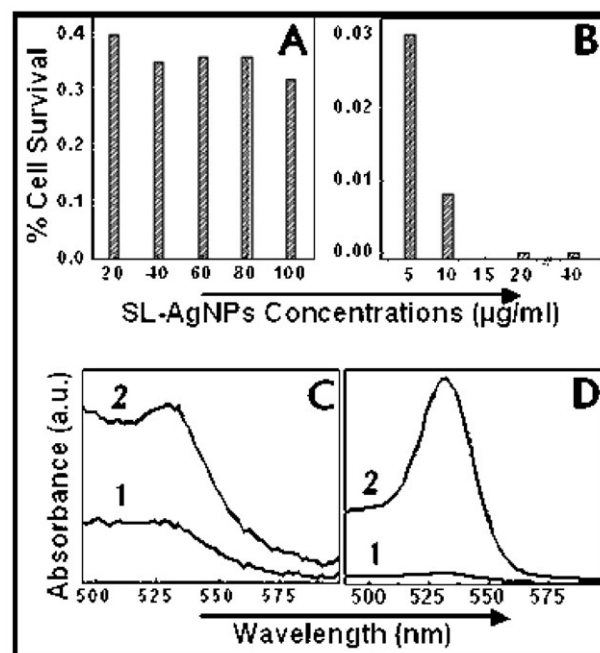 A
B
% Cell Survival
0.4
0.3
0.2
0.1
0.0
20 40 60 80 100
0.03
0.02
0.01
0.00
5 10 15 20 40
SL-AgNPs Concentrations (µg/ml)
C
D
Absorbance (a.u.)
2
1
2
1
500 525 550 575
500 525 550 575
Wavelength (nm)